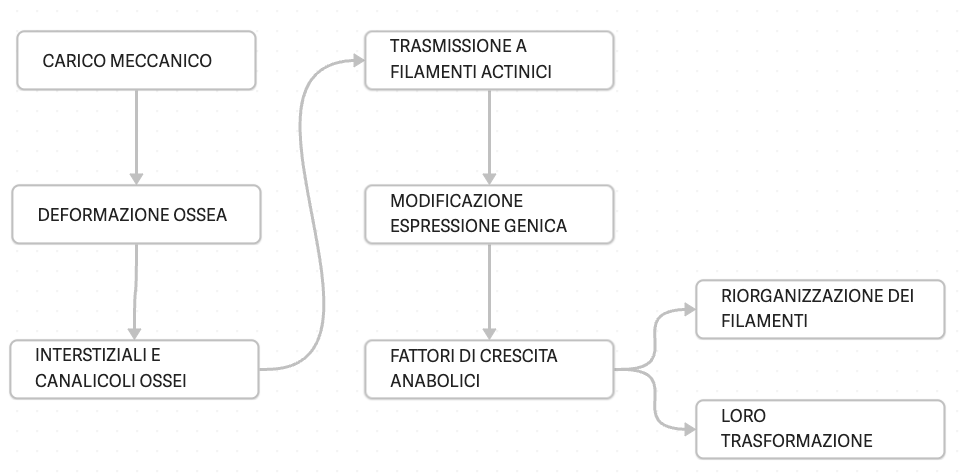 CARICO MECCANICO
DEFORMAZIONE OSSEA
INTERSTIZIALI E
CANALICOLI OSSEI
TRASMISSIONE A
FILAMENTI ACTINICI
MODIFICAZIONE
ESPRESSIONE GENICA
FATTORI DI CRESCITA
ANABOLICI
RIORGANIZZAZIONE DEI
FILAMENTI
LORO
TRASFORMAZIONE